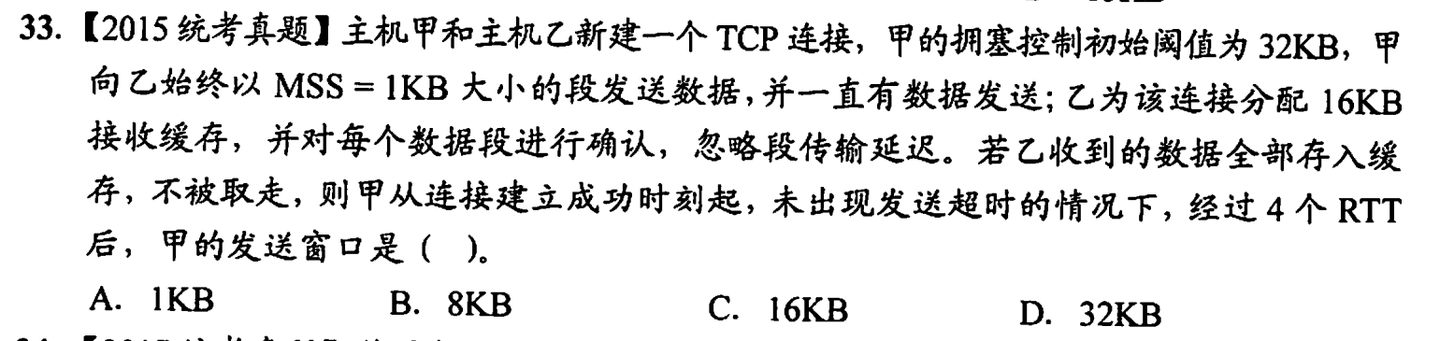 33.【2015统考真题】主机甲和主机乙新建一个 TCP 连接，甲的拥塞控制初始阈值为 32KB，甲
向乙始终以 MSS = 1KB 大小的段发送数据，并一直有数据发送；乙为该连接分配 16KB
接收缓存，并对每个数据段进行确认，忽略段传输延迟。若乙收到的数据全部存入缓
存，不被取走，则甲从连接建立成功时刻起，未出现发送超时的情况下，经过 4 个 RTT
后，甲的发送窗口是（ ）。
A. 1KB B. 8KB C. 16KB D. 32KB